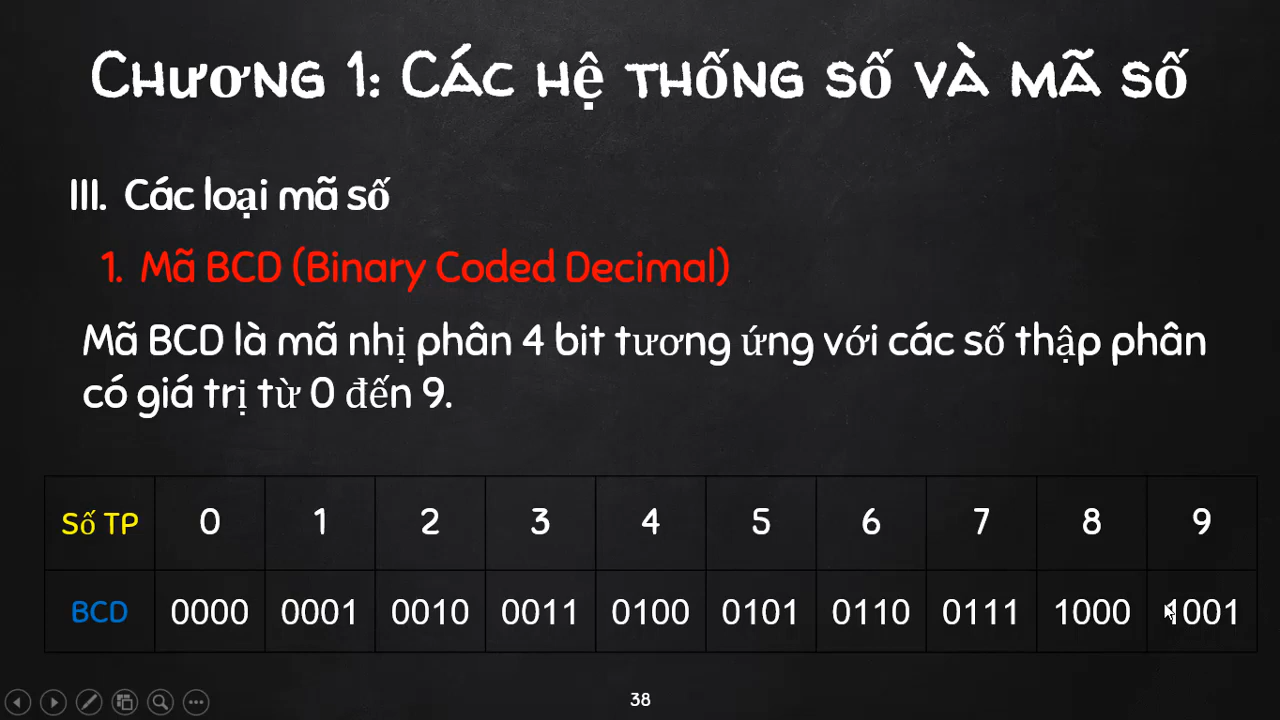 Chương 1: Các hệ thống số và mã số
III. Các loại mã số
1. Mã BCD (Binary Coded Decimal)
Mã BCD là mã nhị phân 4 bit tương ứng với các số thập phân
có giá trị từ 0 đến 9.
Số TP 0 1 2 3 4 5 6 7 8 9
BCD 0000 0001 0010 0011 0100 0101 0110 0111 1000 1001
38